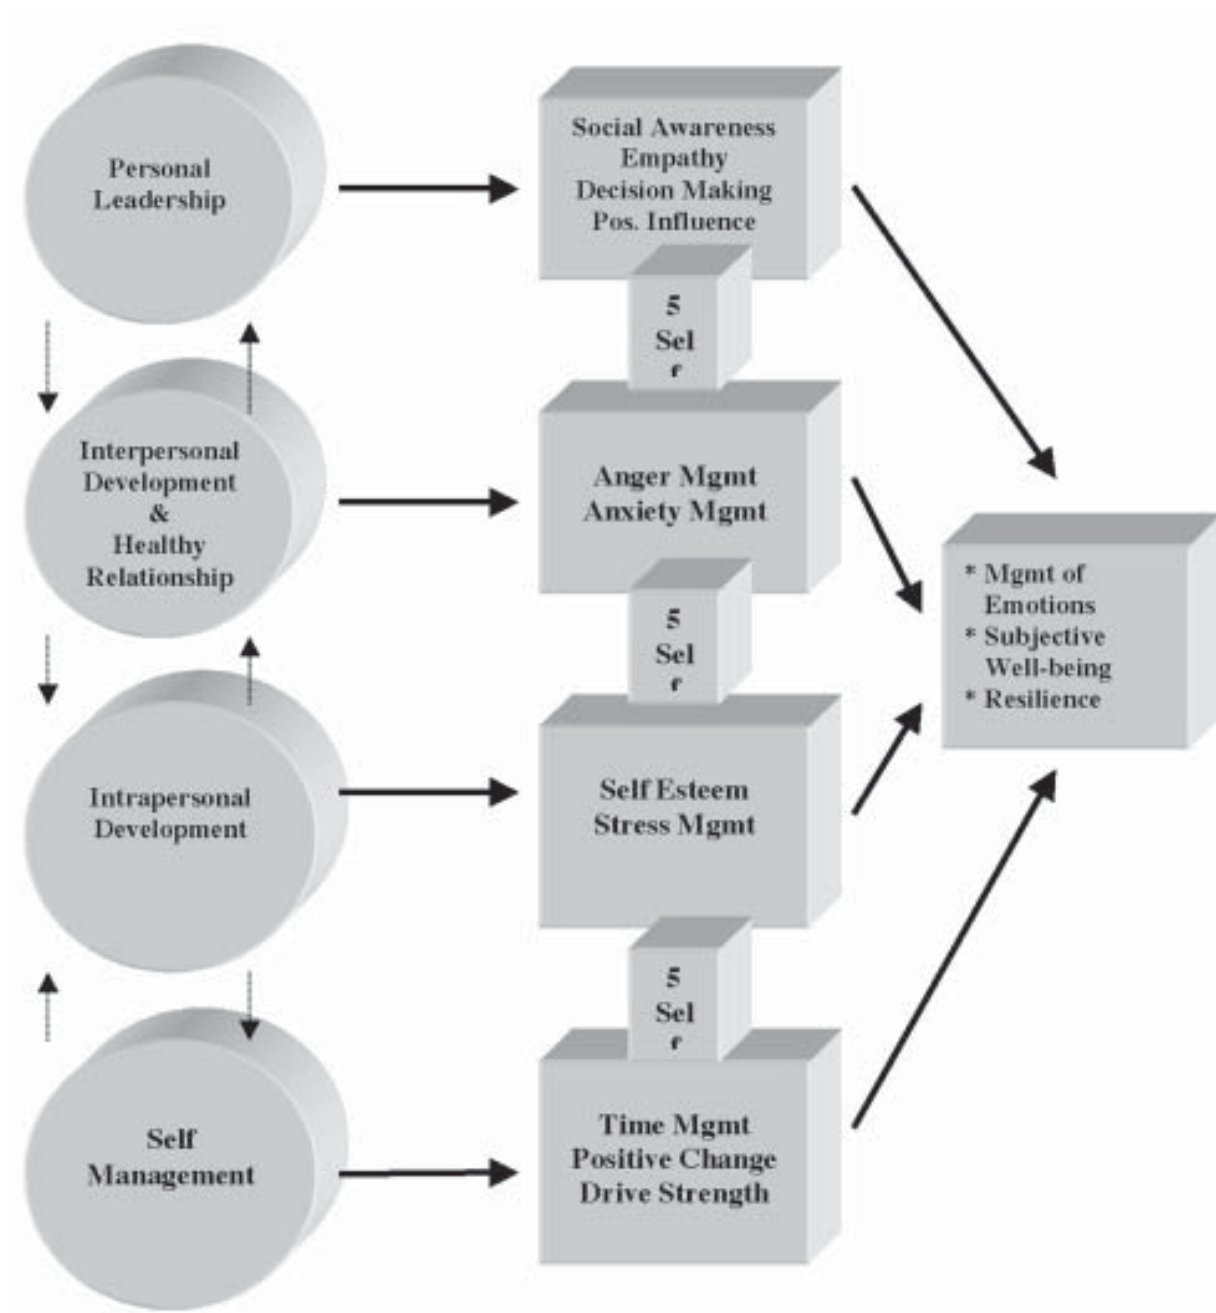 Personal
Leadership
Social Awareness
Empathy
Decision Making
Pos. Influence
5
Sel
f
Interpersonal
Development
&
Healthy
Relationship
Anger Mgmt
Anxiety Mgmt
5
Sel
f
* Mgmt of
Emotions
* Subjective
Well-being
* Resilience
Intrapersonal
Development
Self Esteem
Stress Mgmt
5
Sel
f
Self
Management
Time Mgmt
Positive Change
Drive Strength